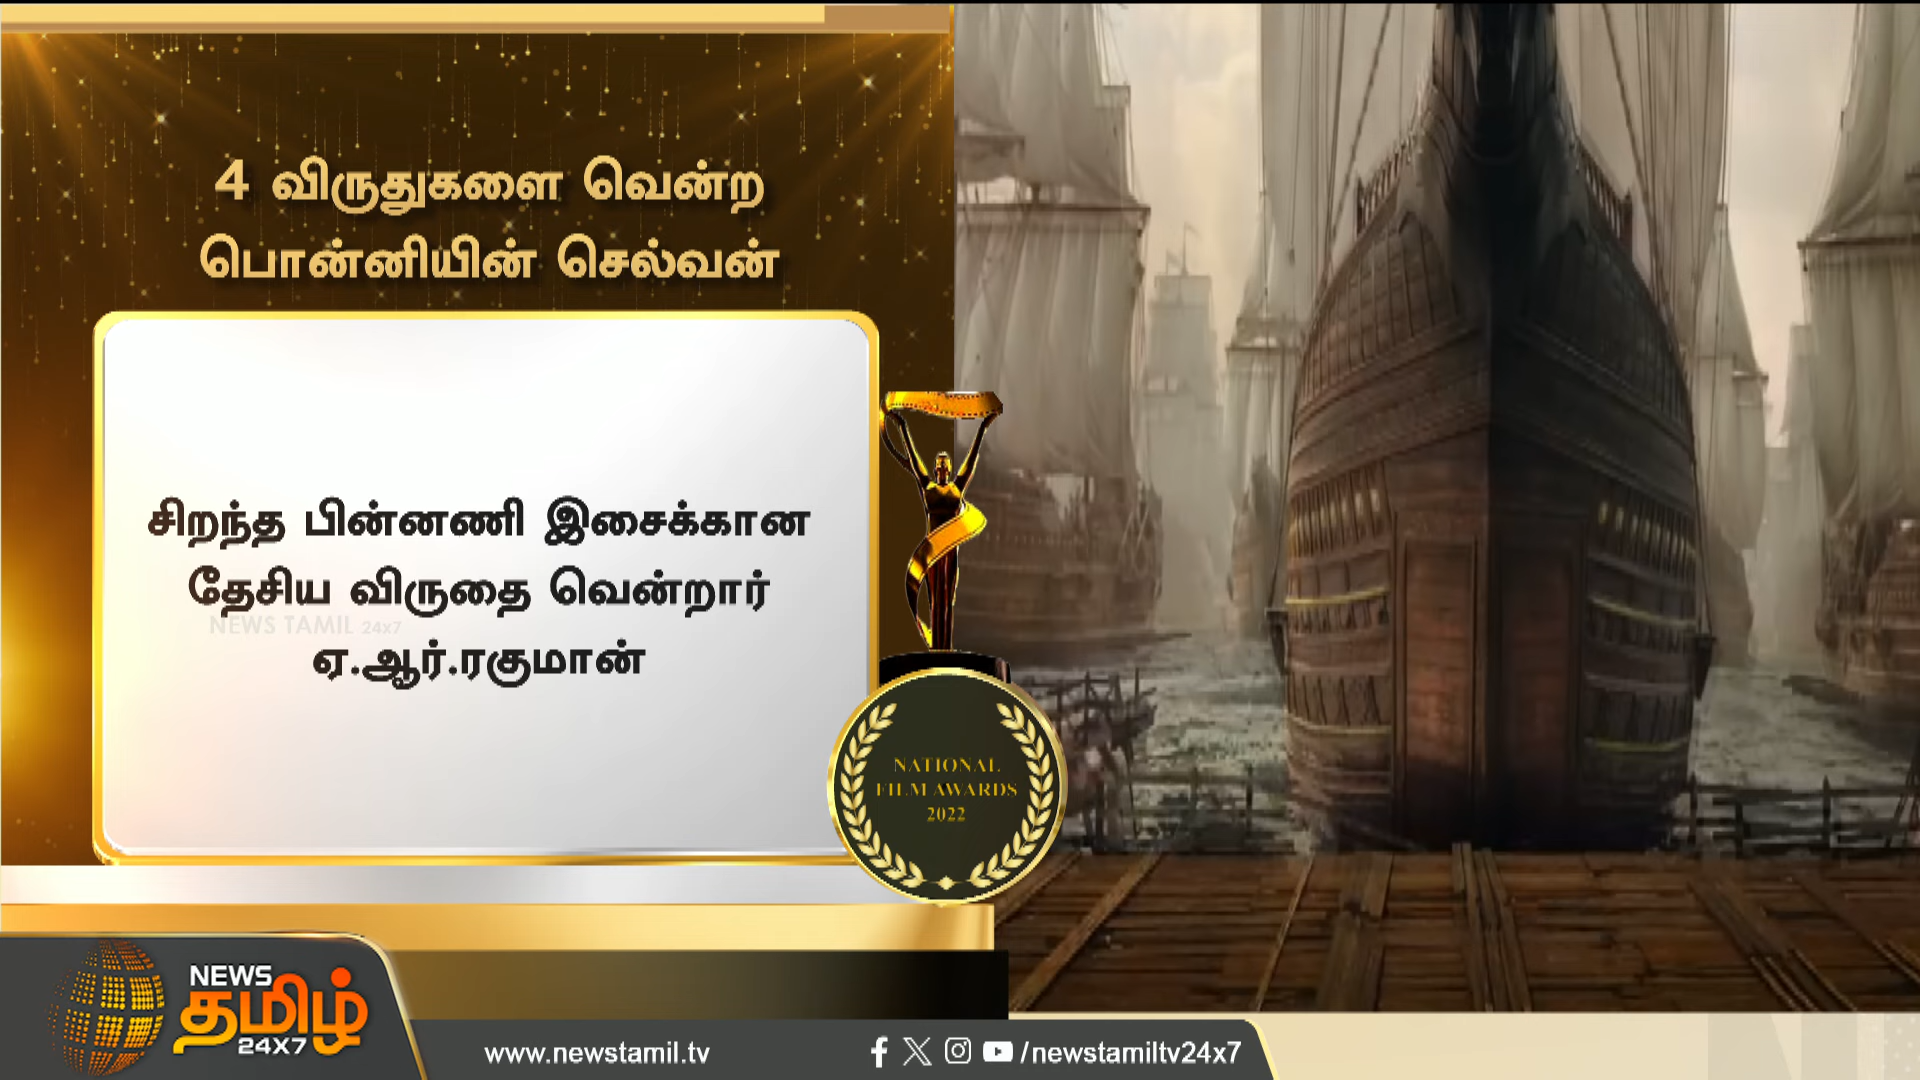 4 விருதுகளை வென்ற
பொன்னியின் செல்வன்
சிறந்த பின்னணி இசைக்கான
தேசிய விருதை வென்றார்
NEWS TAMIL 24x7
ஏ.ஆர்.ரகுமான்
NATIONAL
FILM AWARDS
2022
NEWS
தமிழ்
24X7
www.newstamil.tv
/newstamiltv24x7